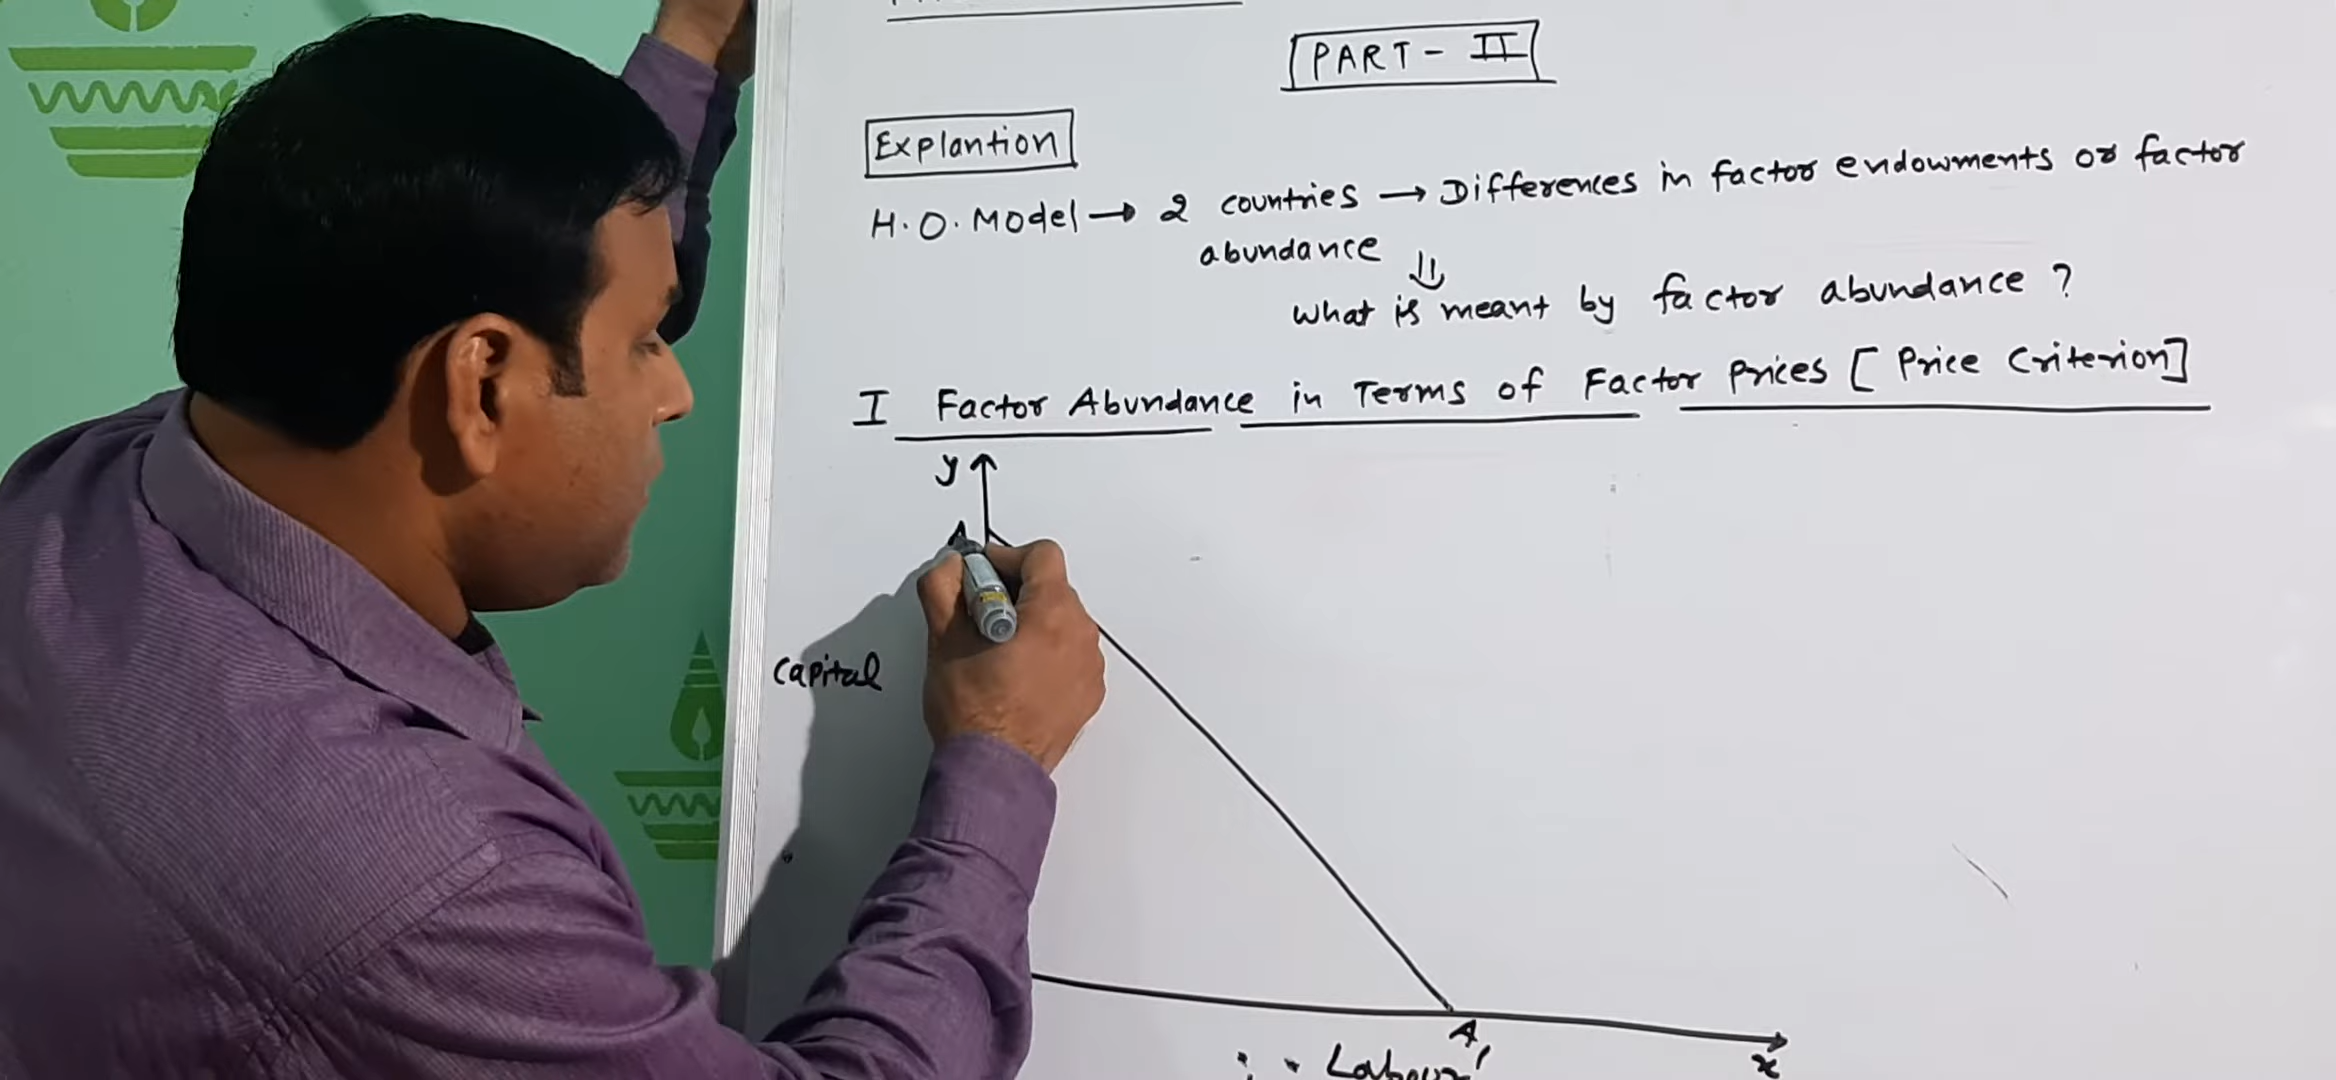 PART - II
Explantion
H.O. Model → 2 countries → Differences in factor endowments or factor
abundance ⇓
what is meant by factor abundance ?
I Factor Abundance in Terms of Factor Prices [ Price Criterion]
y
A
capital
A,
x
Labour